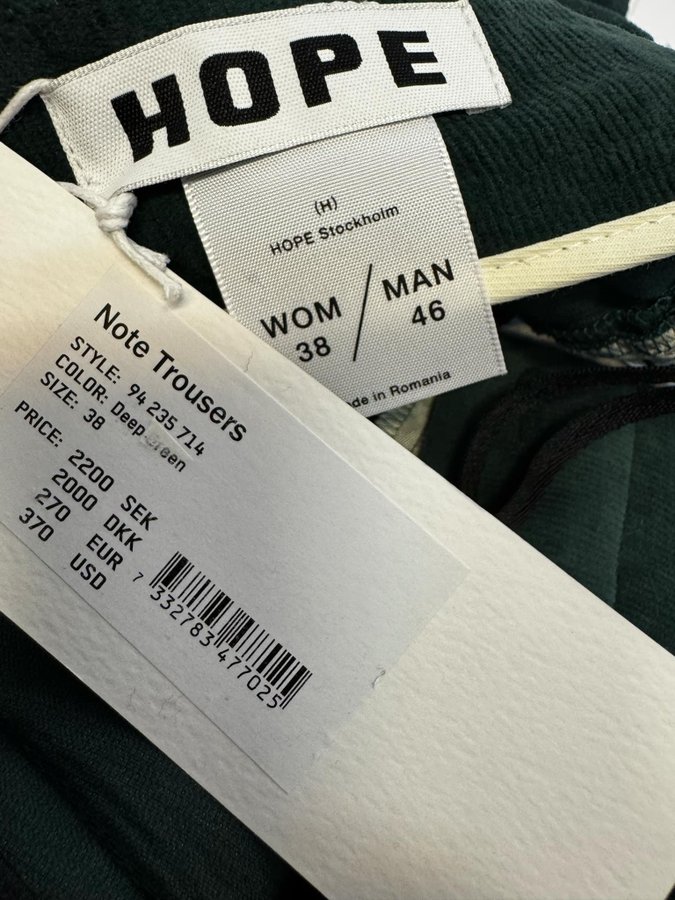 HOPE
(H)
HOPE Stockholm
WOM / MAN
38 46
de in Romania
Note Trousers
STYLE: 94 235 714
COLOR: Deep Green
SIZE: 38
PRICE: 2200 SEK
2000 DKK
270 EUR
370 USD
7 332783 477025